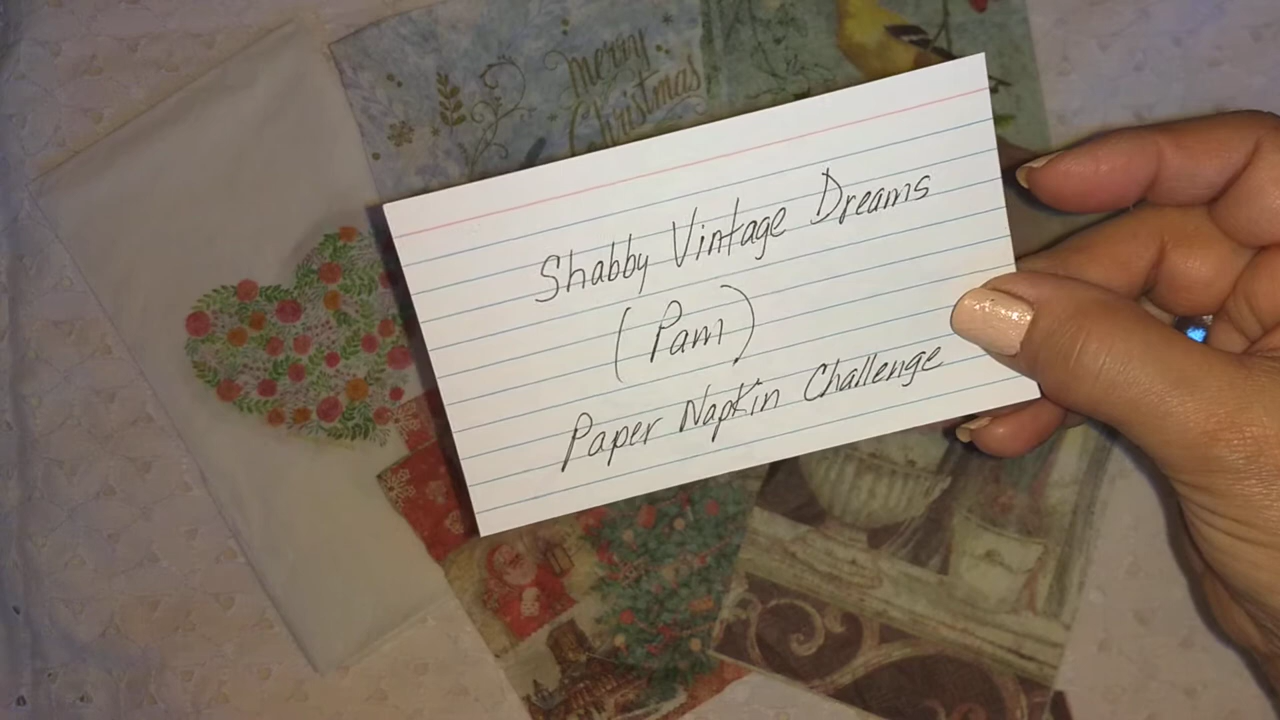 Merry
Christmas
Shabby Vintage Dreams
(Pam)
Paper Napkin Challenge